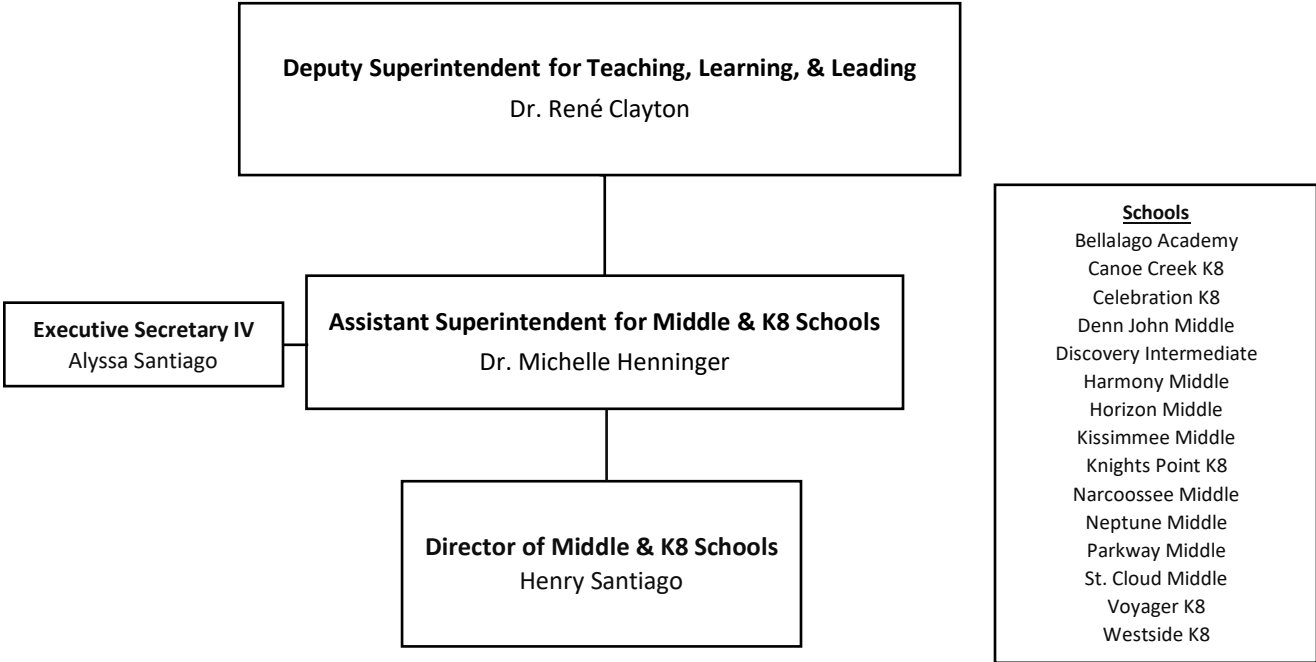 Deputy Superintendent for Teaching, Learning, & Leading
Dr. René Clayton
Executive Secretary IV
Alyssa Santiago
Assistant Superintendent for Middle & K8 Schools
Dr. Michelle Henninger
Director of Middle & K8 Schools
Henry Santiago
Schools
Bellalago Academy
Canoe Creek K8
Celebration K8
Denn John Middle
Discovery Intermediate
Harmony Middle
Horizon Middle
Kissimmee Middle
Knights Point K8
Narcoossee Middle
Neptune Middle
Parkway Middle
St. Cloud Middle
Voyager K8
Westside K8